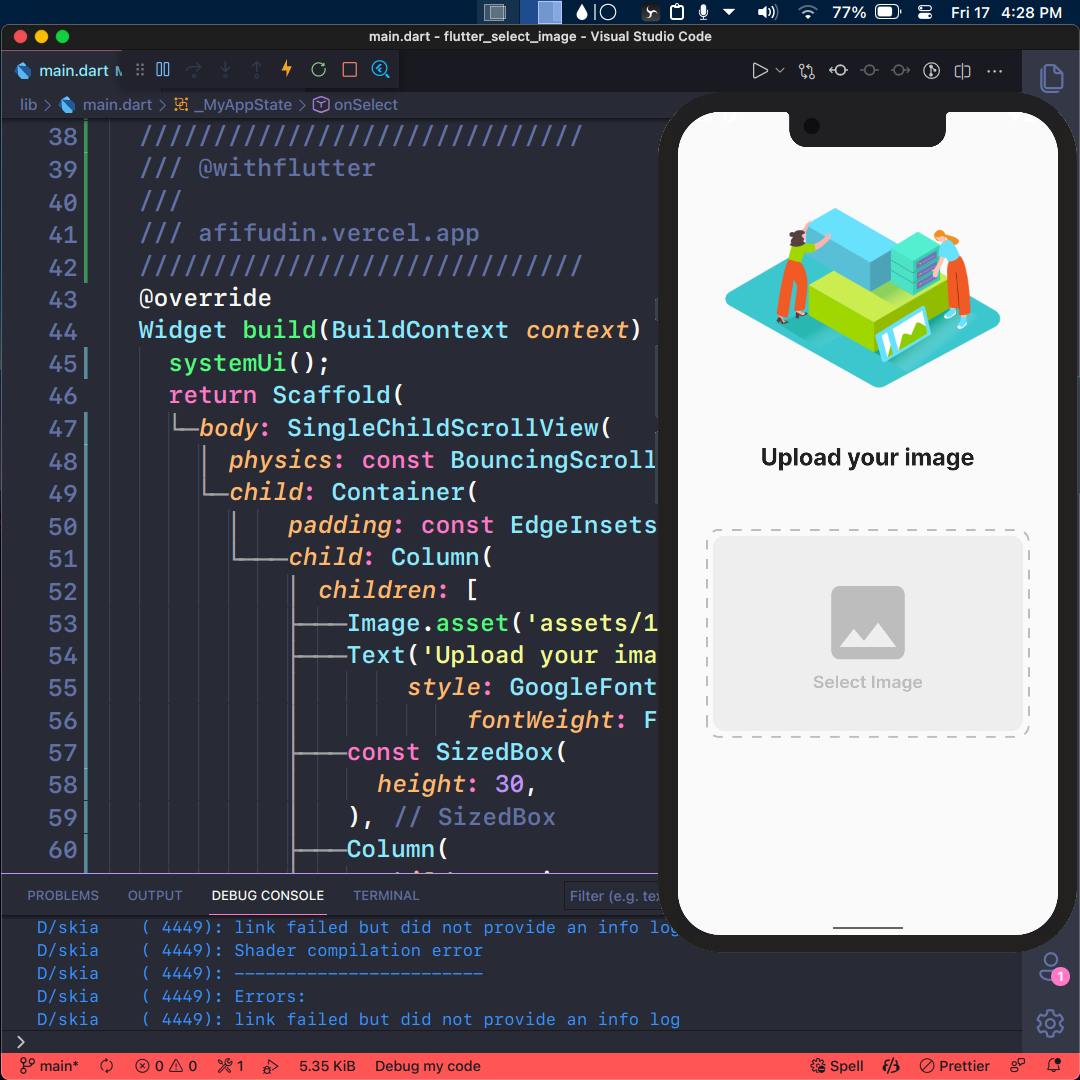 77% Fri 17 4:28 PM
main.dart - flutter_select_image - Visual Studio Code
main.dart
lib > main.dart > _MyAppState > onSelect
38 //////////////////////////////
39 /// @withflutter
40 ///
41 /// afifudin.vercel.app
42 //////////////////////////////
43 @override
44 Widget build(BuildContext context)
45 systemUi();
46 return Scaffold(
47 body: SingleChildScrollView(
48 physics: const BouncingScroll
49 child: Container(
50 padding: const EdgeInsets
51 child: Column(
52 children: [
53 Image.asset('assets/1
54 Text('Upload your ima
55 style: GoogleFont
56 fontWeight: F
57 const SizedBox(
58 height: 30,
59 ), // SizedBox
60 Column(
Upload your image
Select Image
PROBLEMS OUTPUT DEBUG CONSOLE TERMINAL Filter (e.g. tex
D/skia ( 4449): link failed but did not provide an info log
D/skia ( 4449): Shader compilation error
D/skia ( 4449): ------------------------
D/skia ( 4449): Errors:
D/skia ( 4449): link failed but did not provide an info log
1
main* 0 0 1 5.35 KiB Debug my code Spell Prettier